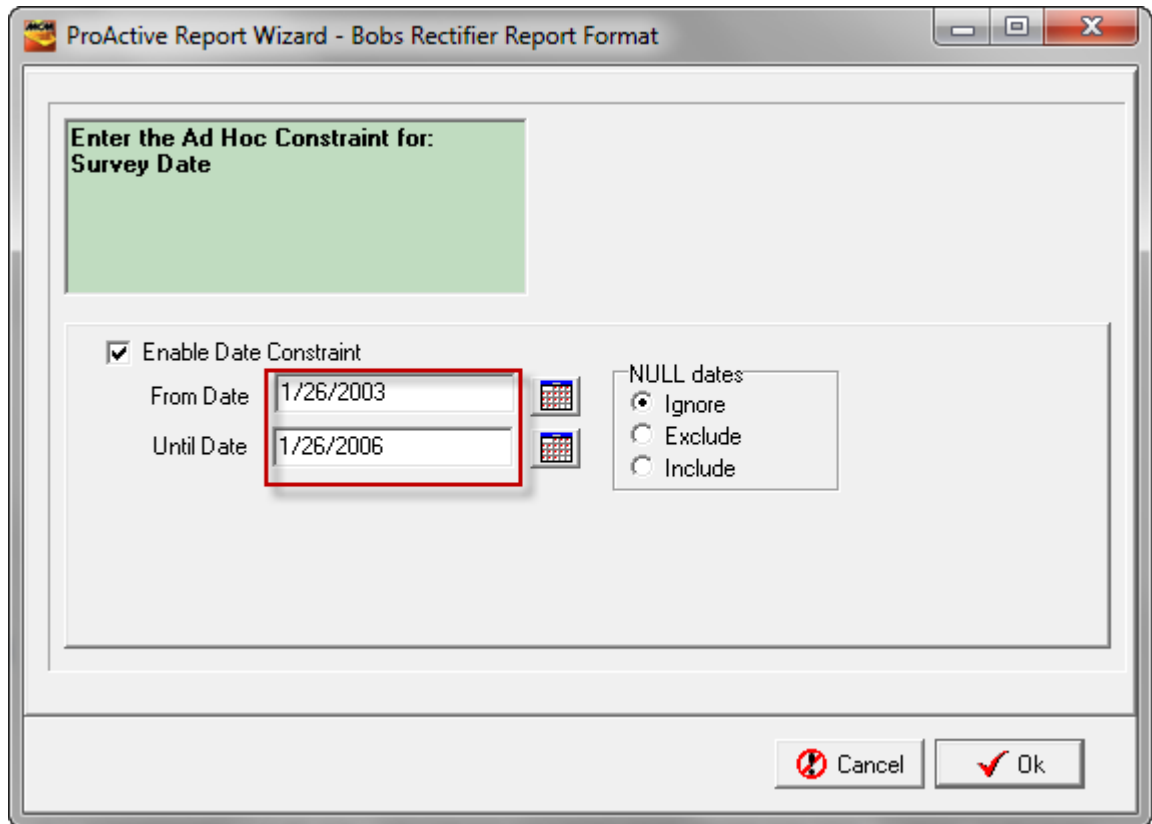 MCM
ProActive Report Wizard - Bobs Rectifier Report Format
Enter the Ad Hoc Constraint for:
Survey Date
Enable Date Constraint
From Date 1/26/2003
Until Date 1/26/2006
NULL dates
Ignore
Exclude
Include
Cancel
Ok